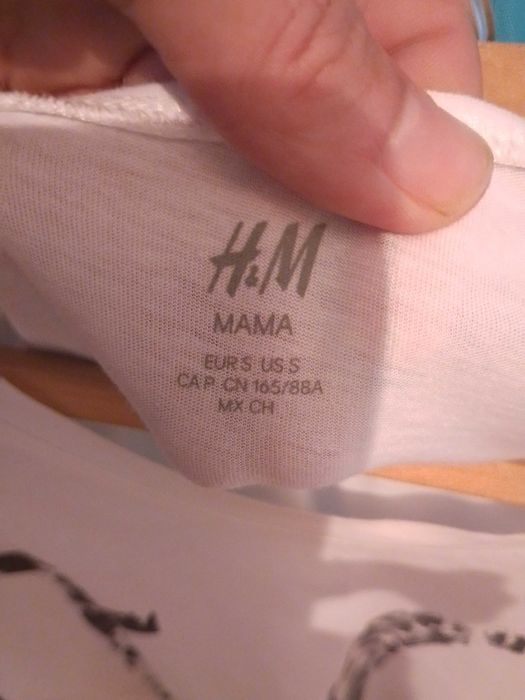 H&M
MAMA
EUR S US S
CA P CN 165/88A
MX CH